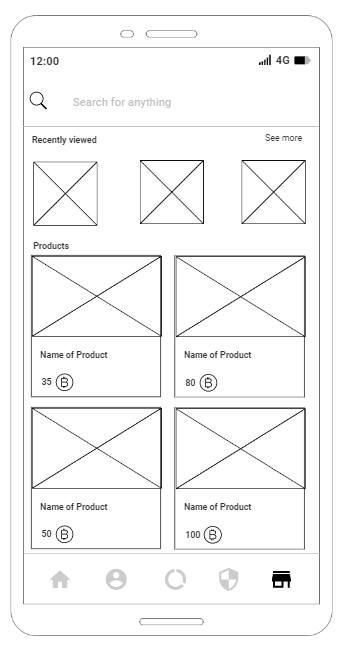 12:00 4G
Search for anything
Recently viewed See more
Products
Name of Product Name of Product
35 80
Name of Product Name of Product
50 100